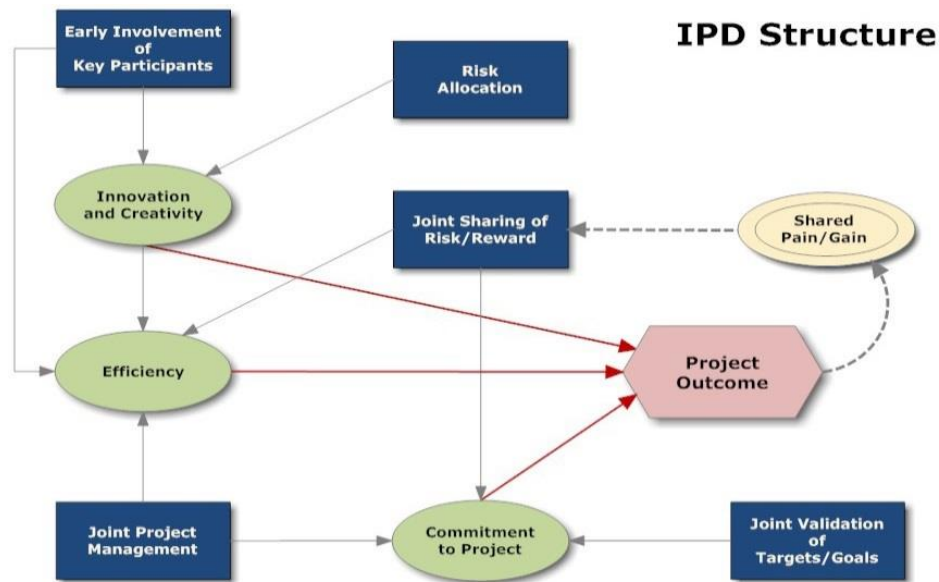 IPD Structure
Early Involvement
of
Key Participants
Risk
Allocation
Innovation
and Creativity
Joint Sharing of
Risk/Reward
Shared
Pain/Gain
Efficiency
Project
Outcome
Joint Project
Management
Commitment
to Project
Joint Validation
of
Targets/Goals